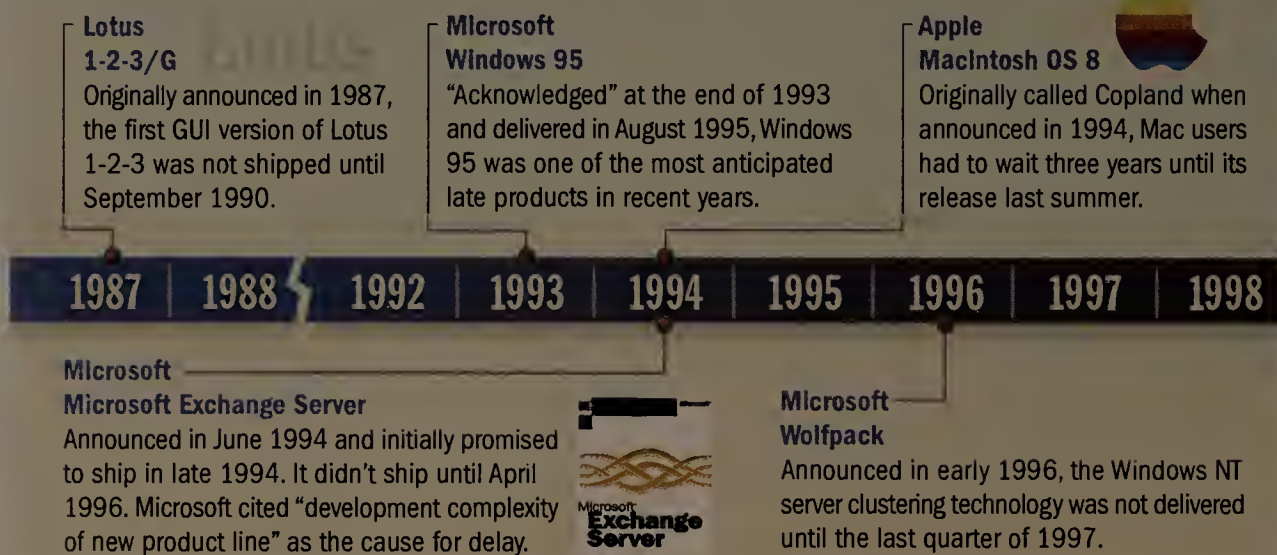 Lotus
1-2-3/G
Originally announced in 1987,
the first GUI version of Lotus
1-2-3 was not shipped until
September 1990.
Microsoft
Windows 95
“Acknowledged” at the end of 1993
and delivered in August 1995, Windows
95 was one of the most anticipated
late products in recent years.
Apple
Macintosh OS 8
Originally called Copland when
announced in 1994, Mac users
had to wait three years until its
release last summer.
1987 1988 1992 1993 1994 1995 1996 1997 1998
Microsoft
Microsoft Exchange Server
Announced in June 1994 and initially promised
to ship in late 1994. It didn’t ship until April
1996. Microsoft cited “development complexity
of new product line” as the cause for delay.
Microsoft
Exchange
Server
Microsoft
Wolfpack
Announced in early 1996, the Windows NT
server clustering technology was not delivered
until the last quarter of 1997.